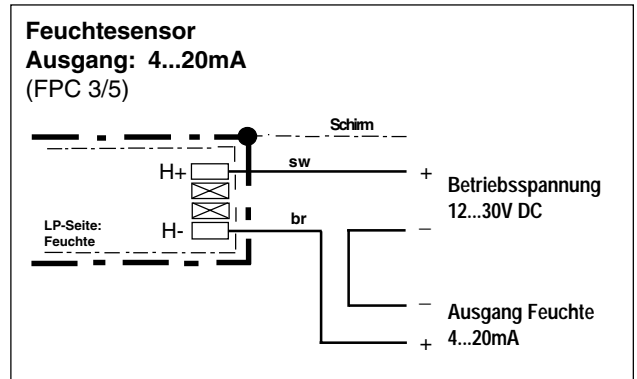 Feuchtesensor
Ausgang: 4...20mA
(FPC 3/5)
Schirm
H+
sw
+
Betriebsspannung
12...30V DC
–
LP-Seite:
Feuchte
H-
br
–
Ausgang Feuchte
4...20mA
+